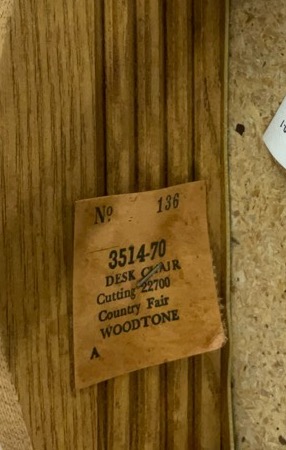 Nº 136
3514-70
DESK CHAIR
Cutting 22700
Country Fair
WOODTONE
A